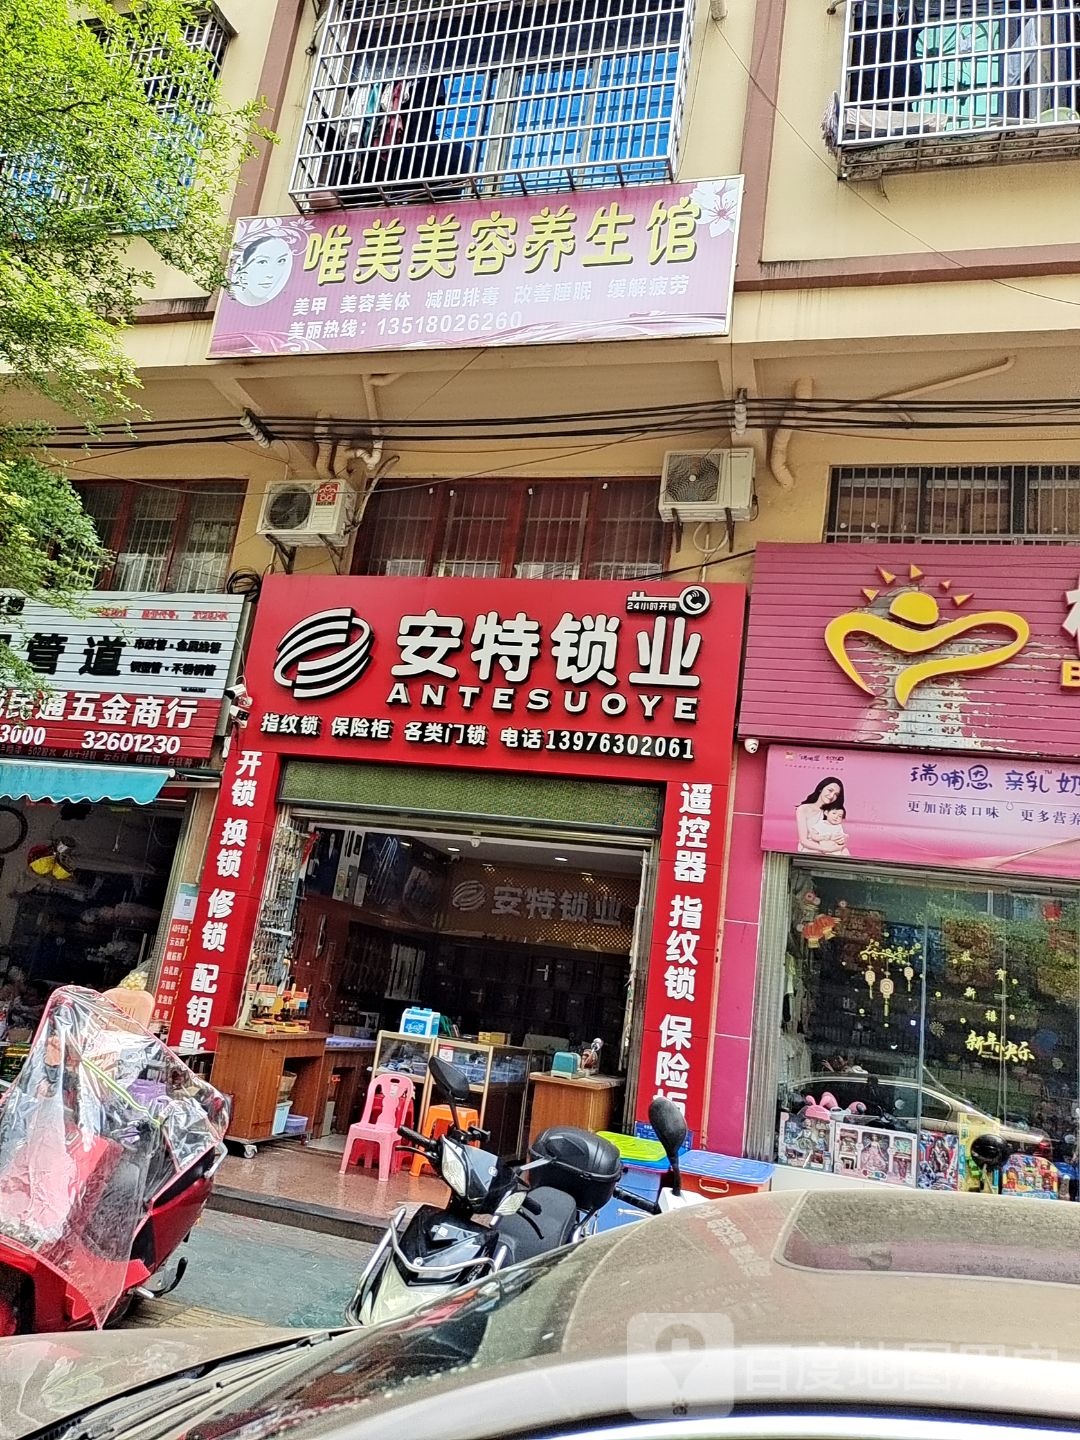 唯美美容养生馆
美甲 美容美体 减肥排毒 改善睡眠 缓解疲劳
美丽热线：13518026260
24小时开锁
安特锁业
ANTESUOYE
指纹锁 保险柜 各类门锁 电话13976302061
开锁 换锁 修锁 配钥匙
遥控器 指纹锁 保险柜
安特锁业
管道
民通五金商行
3000 32601230
瑞哺恩 亲乳 奶
更加清淡口味 更多营养
新年快乐
百度地图用户